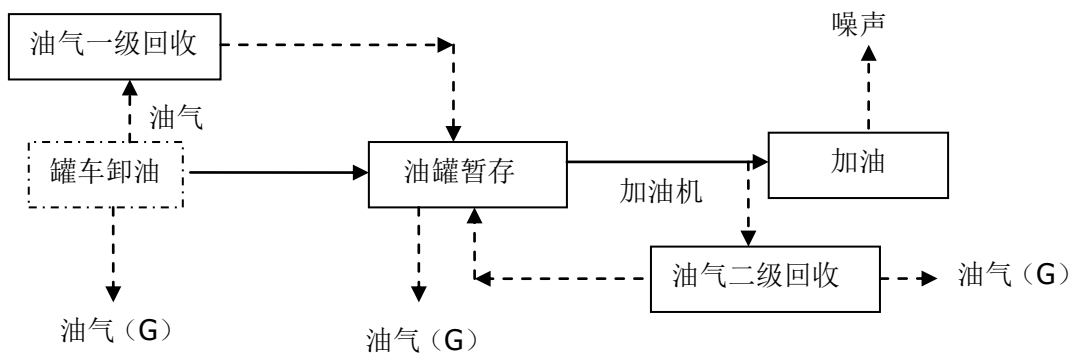 噪声
油气一级回收
油气
罐车卸油
油罐暂存
加油
加油机
油气二级回收
油气（G）
油气（G）
油气（G）